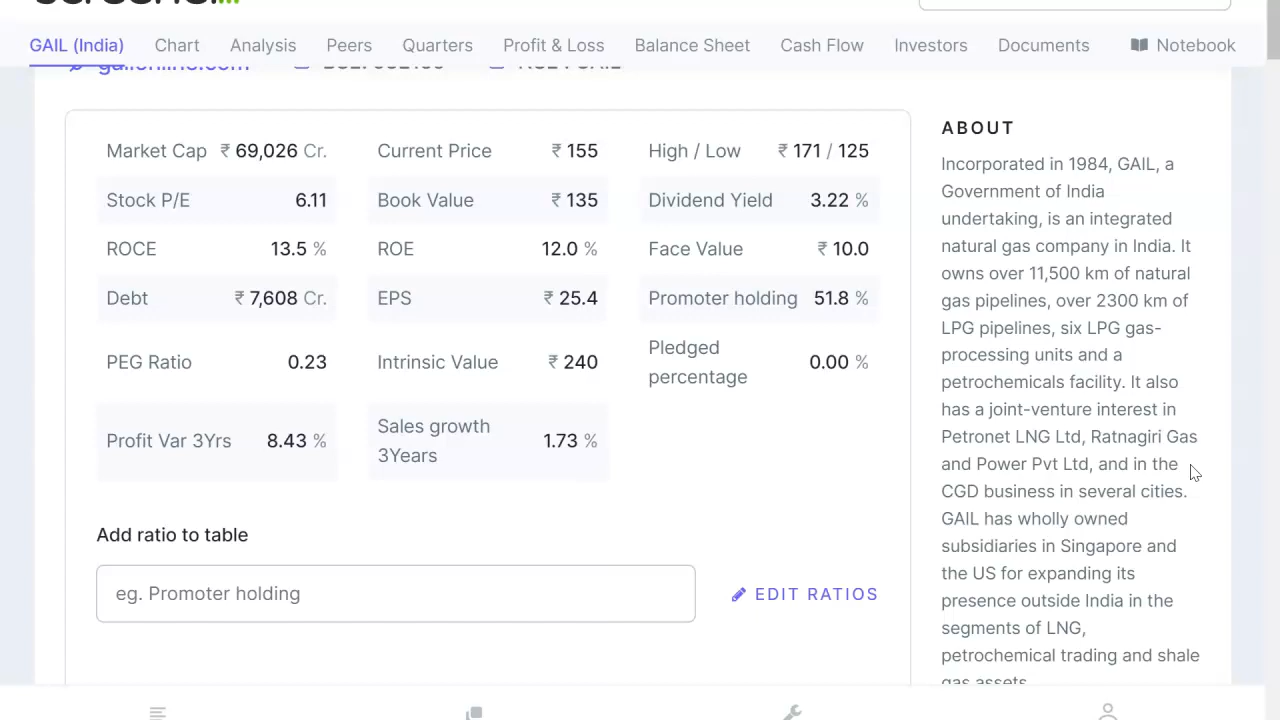 GAIL (India) Chart Analysis Peers Quarters Profit & Loss Balance Sheet Cash Flow Investors Documents Notebook
Market Cap ₹ 69,026 Cr. Current Price ₹ 155 High / Low ₹ 171 / 125
Stock P/E 6.11 Book Value ₹ 135 Dividend Yield 3.22 %
ROCE 13.5 % ROE 12.0 % Face Value ₹ 10.0
Debt ₹ 7,608 Cr. EPS ₹ 25.4 Promoter holding 51.8 %
PEG Ratio 0.23 Intrinsic Value ₹ 240 Pledged percentage 0.00 %
Profit Var 3Yrs 8.43 % Sales growth 3Years 1.73 %
Add ratio to table
eg. Promoter holding
EDIT RATIOS
ABOUT
Incorporated in 1984, GAIL, a
Government of India
undertaking, is an integrated
natural gas company in India. It
owns over 11,500 km of natural
gas pipelines, over 2300 km of
LPG pipelines, six LPG gas-
processing units and a
petrochemicals facility. It also
has a joint-venture interest in
Petronet LNG Ltd, Ratnagiri Gas
and Power Pvt Ltd, and in the
CGD business in several cities.
GAIL has wholly owned
subsidiaries in Singapore and
the US for expanding its
presence outside India in the
segments of LNG,
petrochemical trading and shale
gas assets